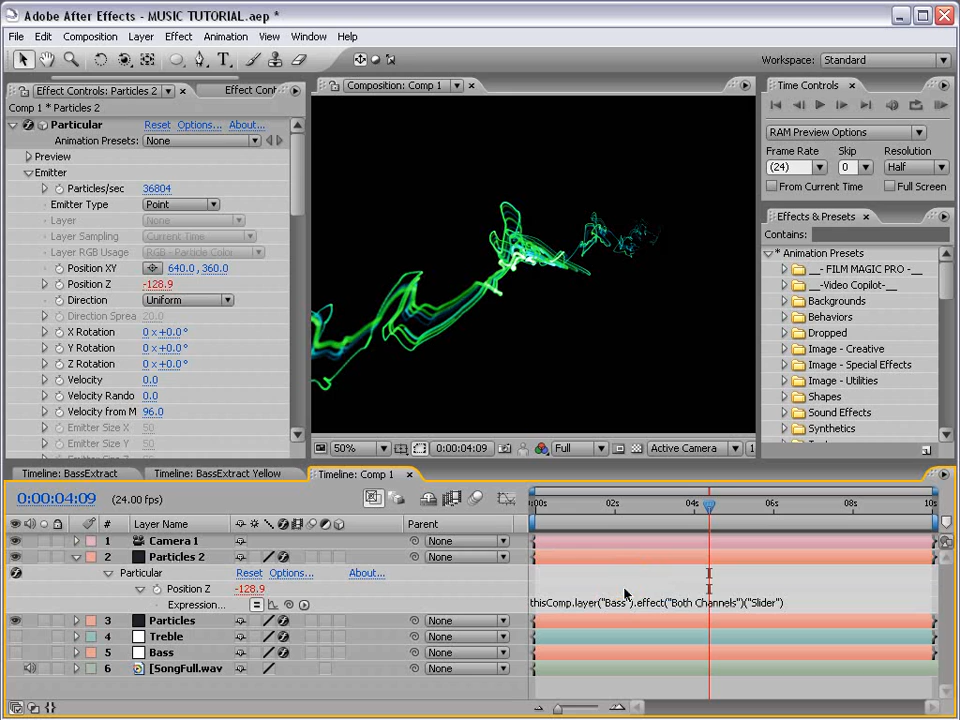 Adobe After Effects - MUSIC TUTORIAL.aep *
File Edit Composition Layer Effect Animation View Window Help
Workspace: Standard
Effect Controls: Particles 2
Effect Cont
Comp 1 * Particles 2
Particular Reset Options... About...
Animation Presets: None
Preview
Emitter
Particles/sec 36804
Emitter Type Point
Layer None
Layer Sampling Current Time
Layer RGB Usage RGB - Particle Color
Position XY 640.0, 360.0
Position Z -128.9
Direction Uniform
Direction Sprea 20.0
X Rotation 0 x+0.0°
Y Rotation 0 x+0.0°
Z Rotation 0 x+0.0°
Velocity 0.0
Velocity Rando 0.0
Velocity from M 96.0
Emitter Size X 50
Emitter Size Y 50
Composition: Comp 1
50% 0:00:04:09 Full Active Camera 1
Time Controls
RAM Preview Options
Frame Rate Skip Resolution
(24) 0 Half
From Current Time Full Screen
Effects & Presets
Contains:
* Animation Presets
__- FILM MAGIC PRO -__
__-Video Copilot-__
Backgrounds
Behaviors
Dropped
Image - Creative
Image - Special Effects
Image - Utilities
Shapes
Sound Effects
Synthetics
Timeline: BassExtract Timeline: BassExtract Yellow Timeline: Comp 1
0:00:04:09 (24.00 fps)
:00s 02s 04s 06s 08s 10s
# Layer Name Parent
1 Camera 1 None
2 Particles 2 None
Particular Reset Options... About...
Position Z -128.9
Expression... thisComp.layer("Bass").effect("Both Channels")("Slider")
3 Particles None
4 Treble None
5 Bass None
6 [SongFull.wav None